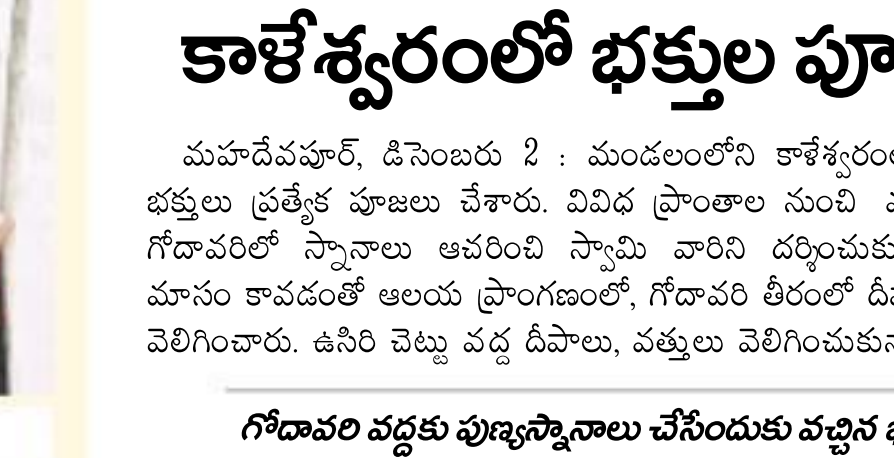 కాళేశ్వరంలో భక్తుల
మహదేవపూర్, డిసెంబరు 2 : మండలంలోని
భక్తులు ప్రత్యేక పూజలు చేశారు. వివిధ ప్రాంతాల నుంచి
గోదావరిలో స్నానాలు ఆచరించి స్వామి వారిని
మాసం కావడంతో ఆలయ ప్రాంగణంలో, గోదావరి తీరంలో
వెలిగించారు. ఉసిరి చెట్టు వద్ద దీపాలు, వత్తులు
గోదావరి వద్దకు పుణ్యస్నానాలు చేసేందుకు వచ్చిన